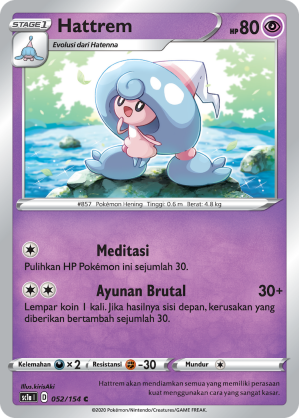 STAGE 1 Hattrem HP 80
Evolusi dari Hatenna
#857 Pokémon Hening Tinggi: 0.6 m Berat: 4.8 kg
Meditasi
Pulihkan HP Pokémon ini sejumlah 30.
Ayunan Brutal 30+
Lempar koin 1 kali. Jika hasilnya sisi depan, kerusakan yang
diberikan bertambah sejumlah 30.
Kelemahan ×2 Resistansi -30 Mundur
Illus.kirisAki
sc1a I D 052/154 C
Hattrem akan mendiamkan semua yang memiliki perasaan
kuat menggunakan cara yang sangat barbar.
©2020 Pokémon/Nintendo/Creatures/GAME FREAK.